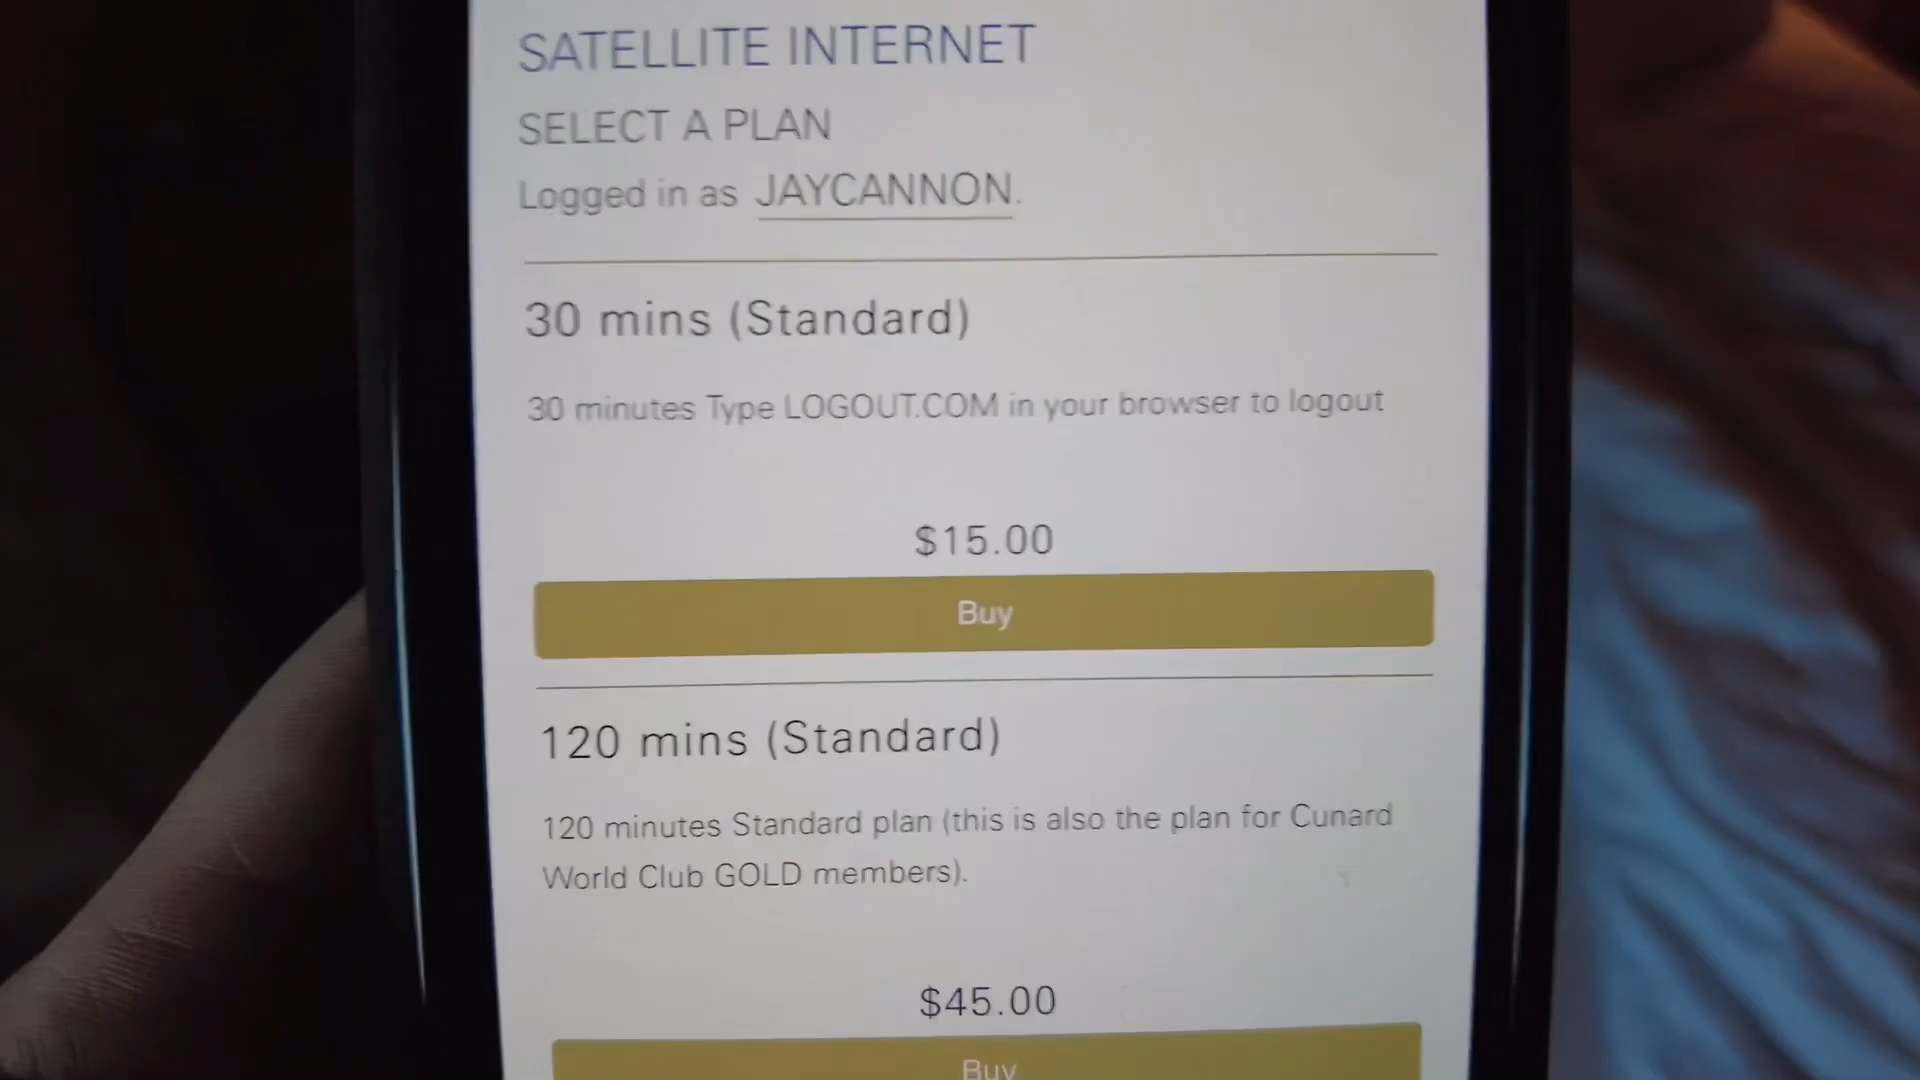 SATELLITE INTERNET
SELECT A PLAN
Logged in as JAYCANNON.
30 mins (Standard)
30 minutes Type LOGOUT.COM in your browser to logout
$15.00
Buy
120 mins (Standard)
120 minutes Standard plan (this is also the plan for Cunard
World Club GOLD members).
$45.00
Buy